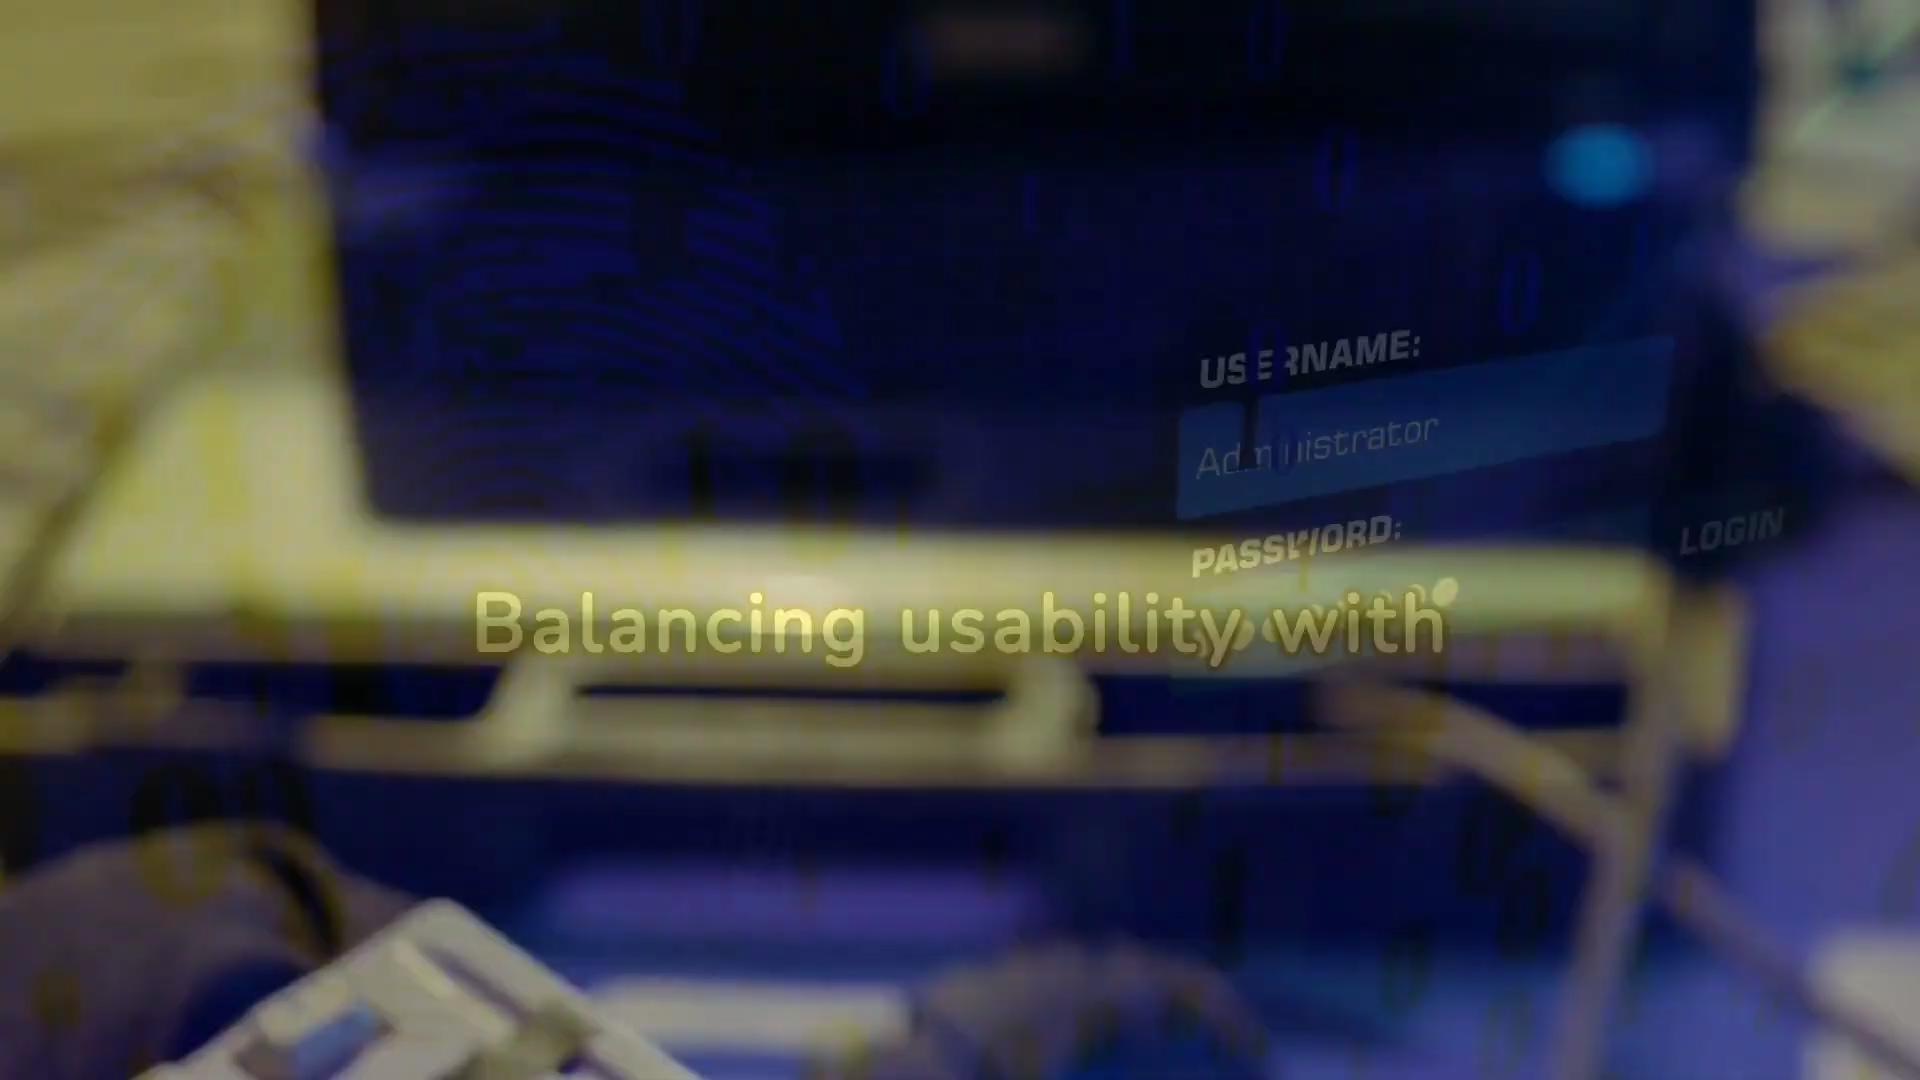 USERNAME:
Administrator
PASSWORD:
LOGIN
Balancing usability with